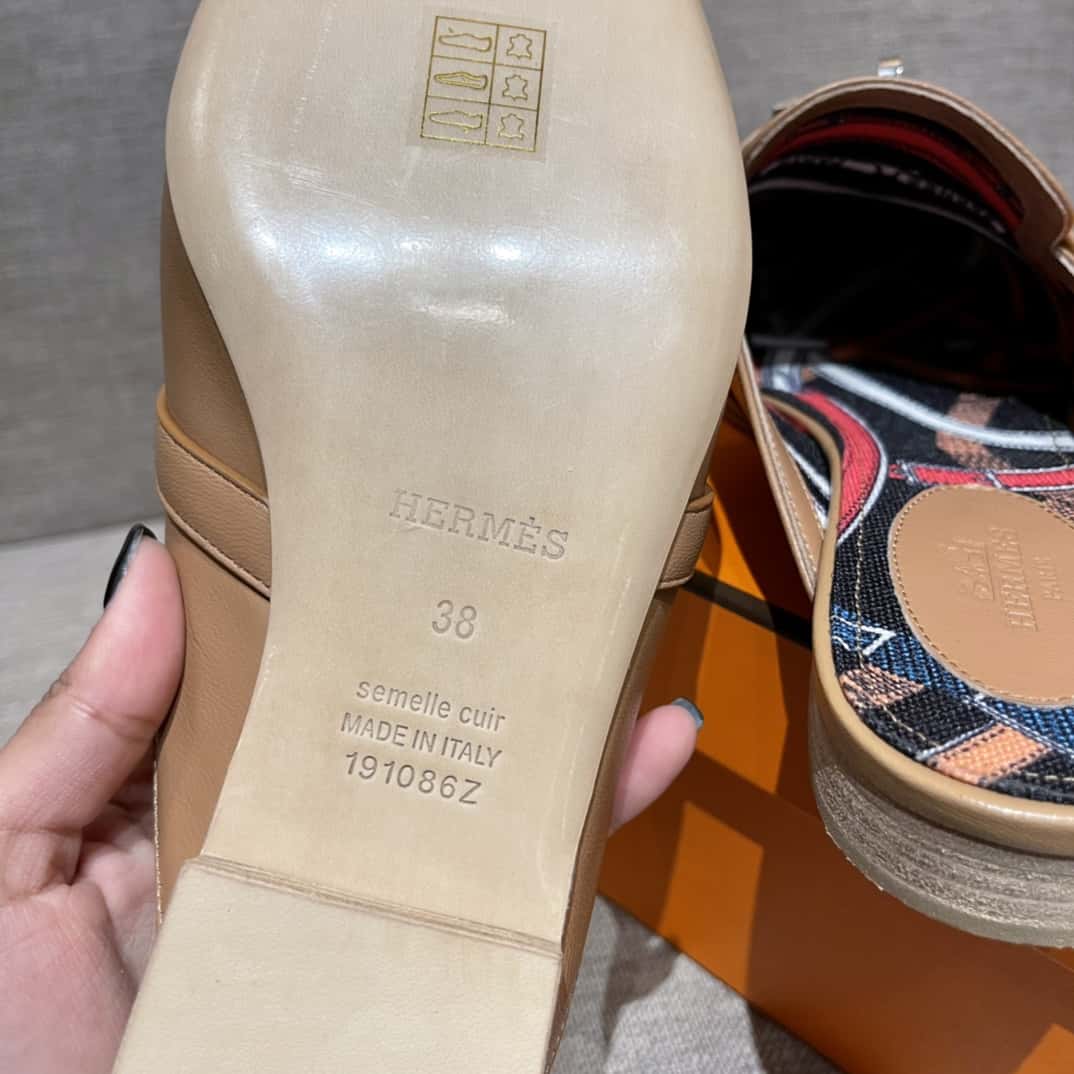 HERMÈS
38
semelle cuir
MADE IN ITALY
191086Z
HERMÈS
PARIS